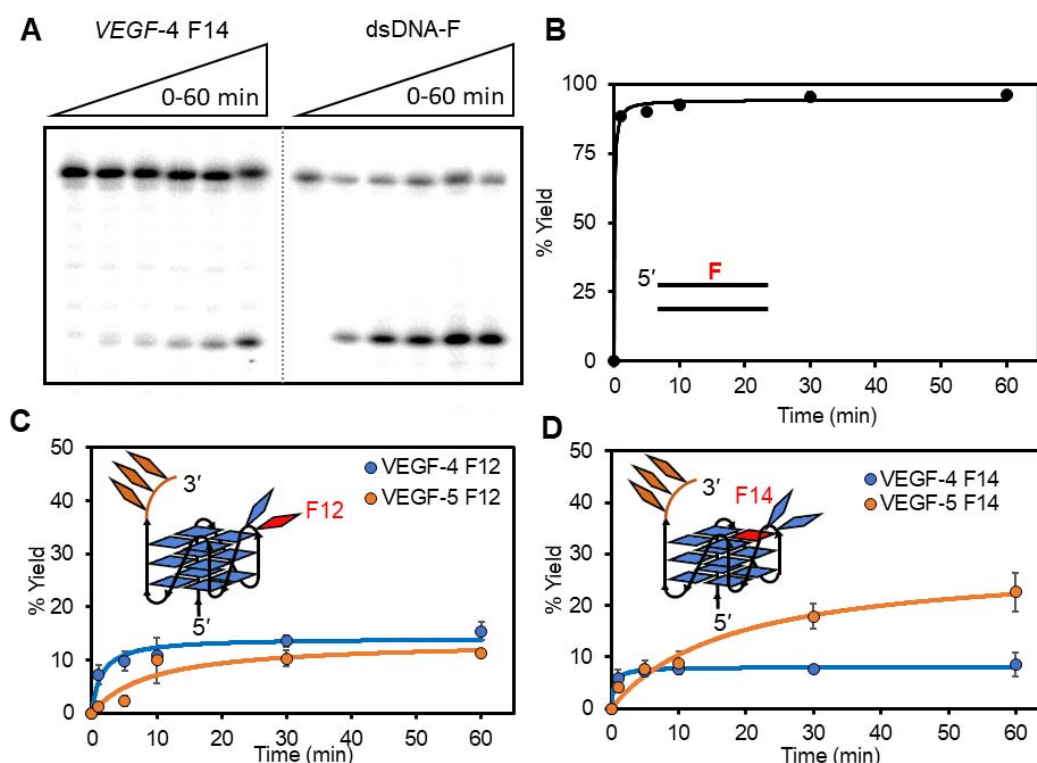 A
VEGF-4 F14
dsDNA-F
0-60 min
0-60 min
B
100
75
50
25
0
% Yield
5′
F
0 10 20 30 40 50 60
Time (min)
C
50
40
30
20
10
0
% Yield
3′
F12
5′
VEGF-4 F12
VEGF-5 F12
0 10 20 30 40 50 60
Time (min)
D
50
40
30
20
10
0
% Yield
3′
F14
5′
VEGF-4 F14
VEGF-5 F14
0 10 20 30 40 50 60
Time (min)